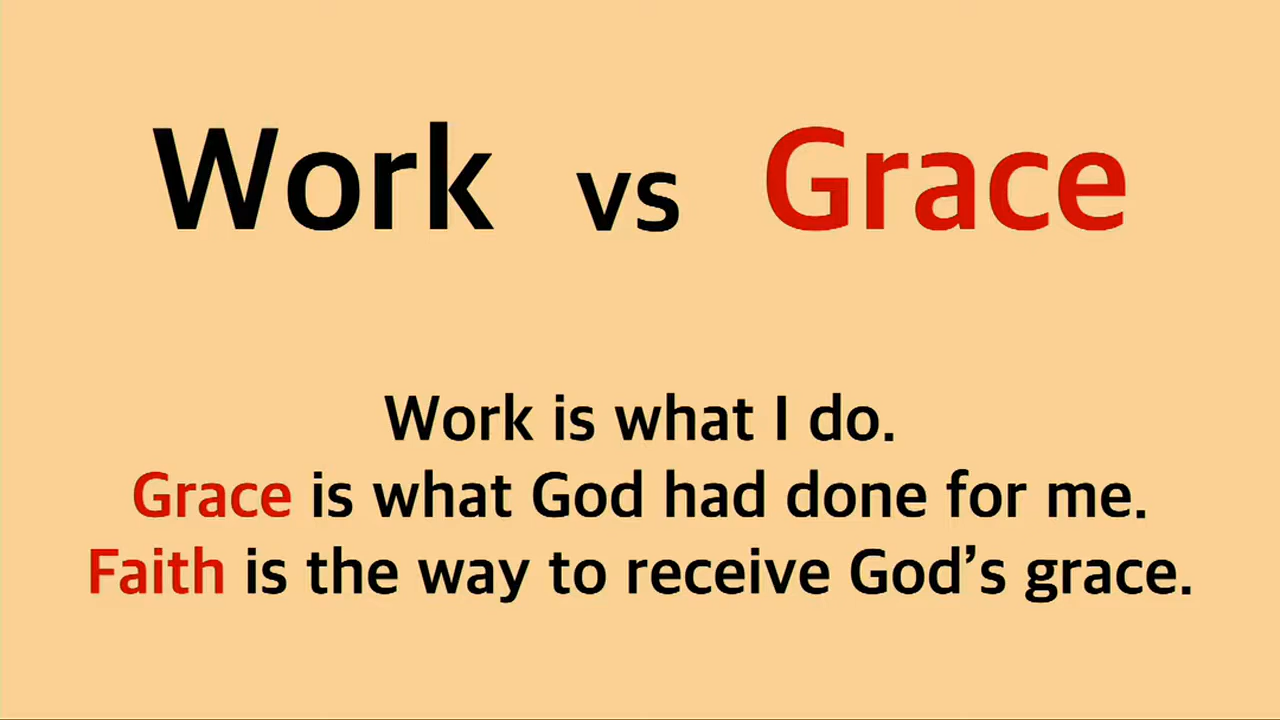 Work vs Grace
Work is what I do.
Grace is what God had done for me.
Faith is the way to receive God’s grace.